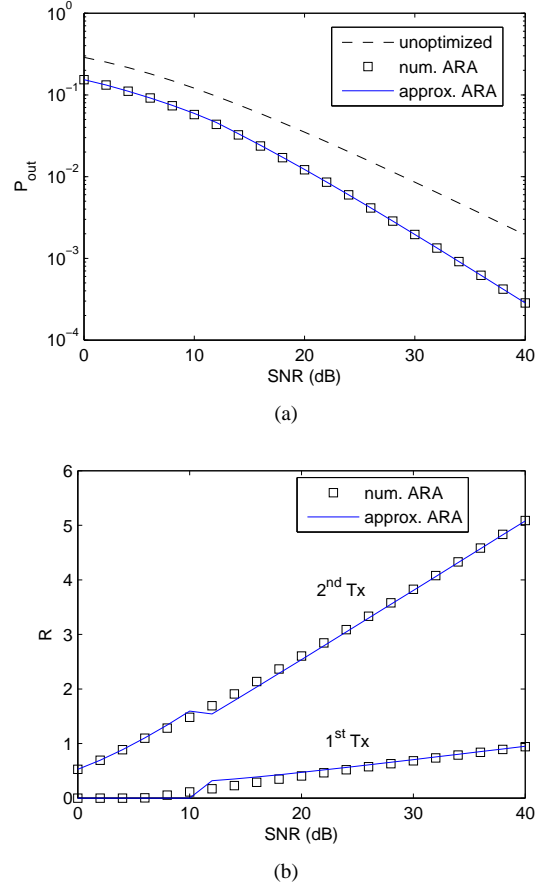 10^0
unoptimized
num. ARA
approx. ARA
10^-1
P_out
10^-2
10^-3
10^-4
0 10 20 30 40
SNR (dB)
(a)
6
num. ARA
approx. ARA
5
4
2^nd Tx
R
3
2
1^st Tx
1
0
0 10 20 30 40
SNR (dB)
(b)